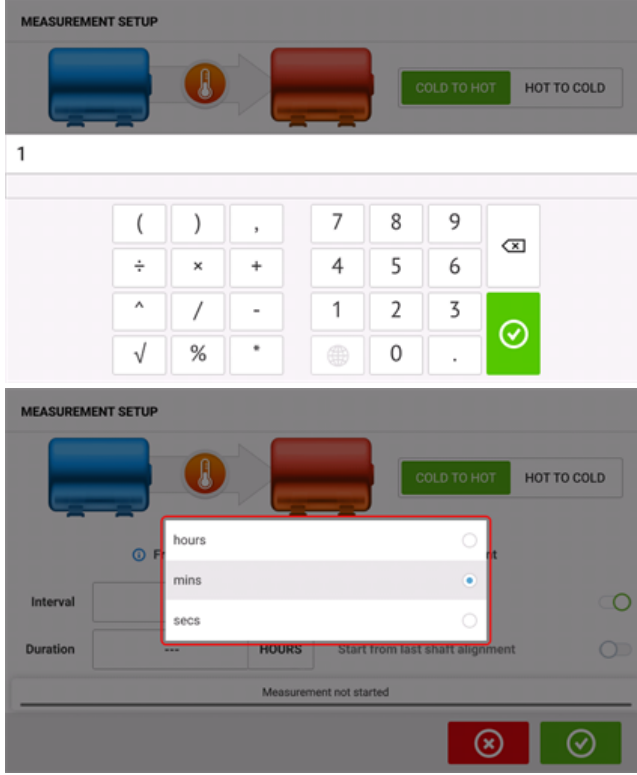 MEASUREMENT SETUP
COLD TO HOT HOT TO COLD
1
( ) , 7 8 9
÷ × + 4 5 6
^ / - 1 2 3
√ % * 0 .
MEASUREMENT SETUP
COLD TO HOT HOT TO COLD
hours
mins
Interval
secs
Duration --- HOURS Start from last shaft alignment
Measurement not started